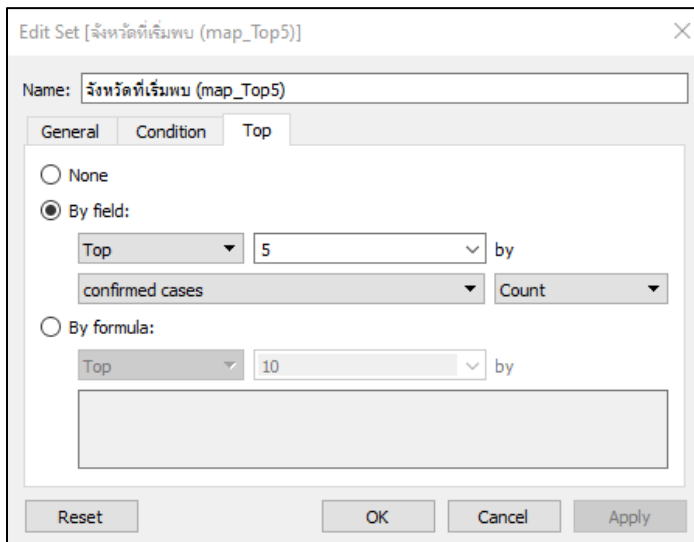 Edit Set [จังหวัดที่เริ่มพบ (map_Top5)]
Name: จังหวัดที่เริ่มพบ (map_Top5)
General Condition Top
None
By field:
Top 5 by
confirmed cases Count
By formula:
Top 10 by
Reset OK Cancel Apply